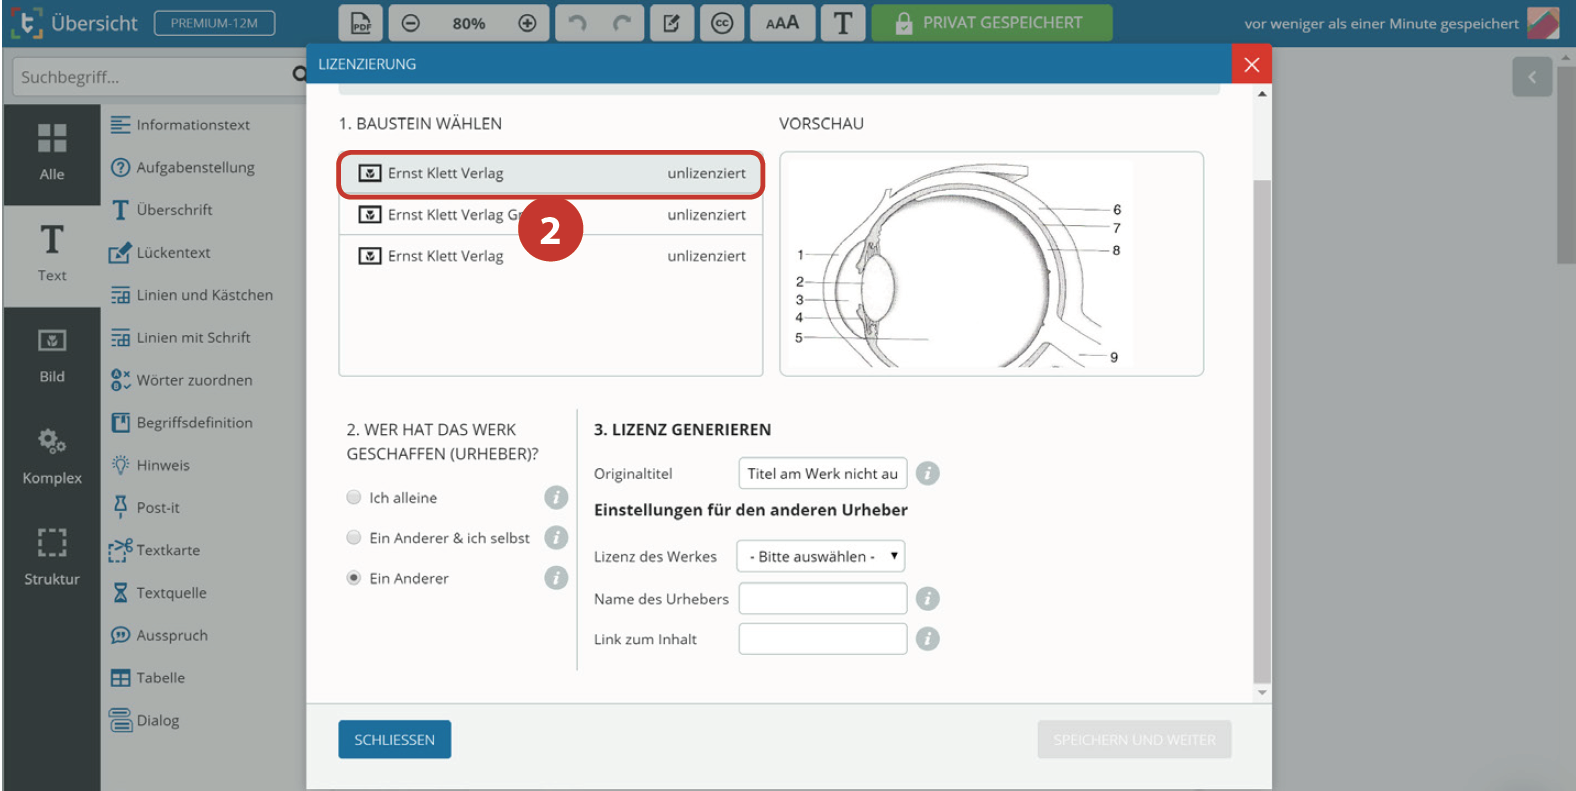 Übersicht
PREMIUM-12M
PDF
80%
cc
AAA
T
PRIVAT GESPEICHERT
vor weniger als einer Minute gespeichert
Suchbegriff...
Alle
T
Text
Bild
Komplex
Struktur
Informationstext
Aufgabenstellung
Überschrift
Lückentext
Linien und Kästchen
Linien mit Schrift
Wörter zuordnen
Begriffsdefinition
Hinweis
Post-it
Textkarte
Textquelle
Ausspruch
Tabelle
Dialog
LIZENZIERUNG
1. BAUSTEIN WÄHLEN
Ernst Klett Verlag unlizenziert
Ernst Klett Verlag unlizenziert
2
Ernst Klett Verlag unlizenziert
VORSCHAU
1
2
3
4
5
6
7
8
9
2. WER HAT DAS WERK
GESCHAFFEN (URHEBER)?
Ich alleine
Ein Anderer & ich selbst
Ein Anderer
3. LIZENZ GENERIEREN
Originaltitel Titel am Werk nicht au
Einstellungen für den anderen Urheber
Lizenz des Werkes - Bitte auswählen -
Name des Urhebers
Link zum Inhalt
SCHLIESSEN
SPEICHERN UND WEITER